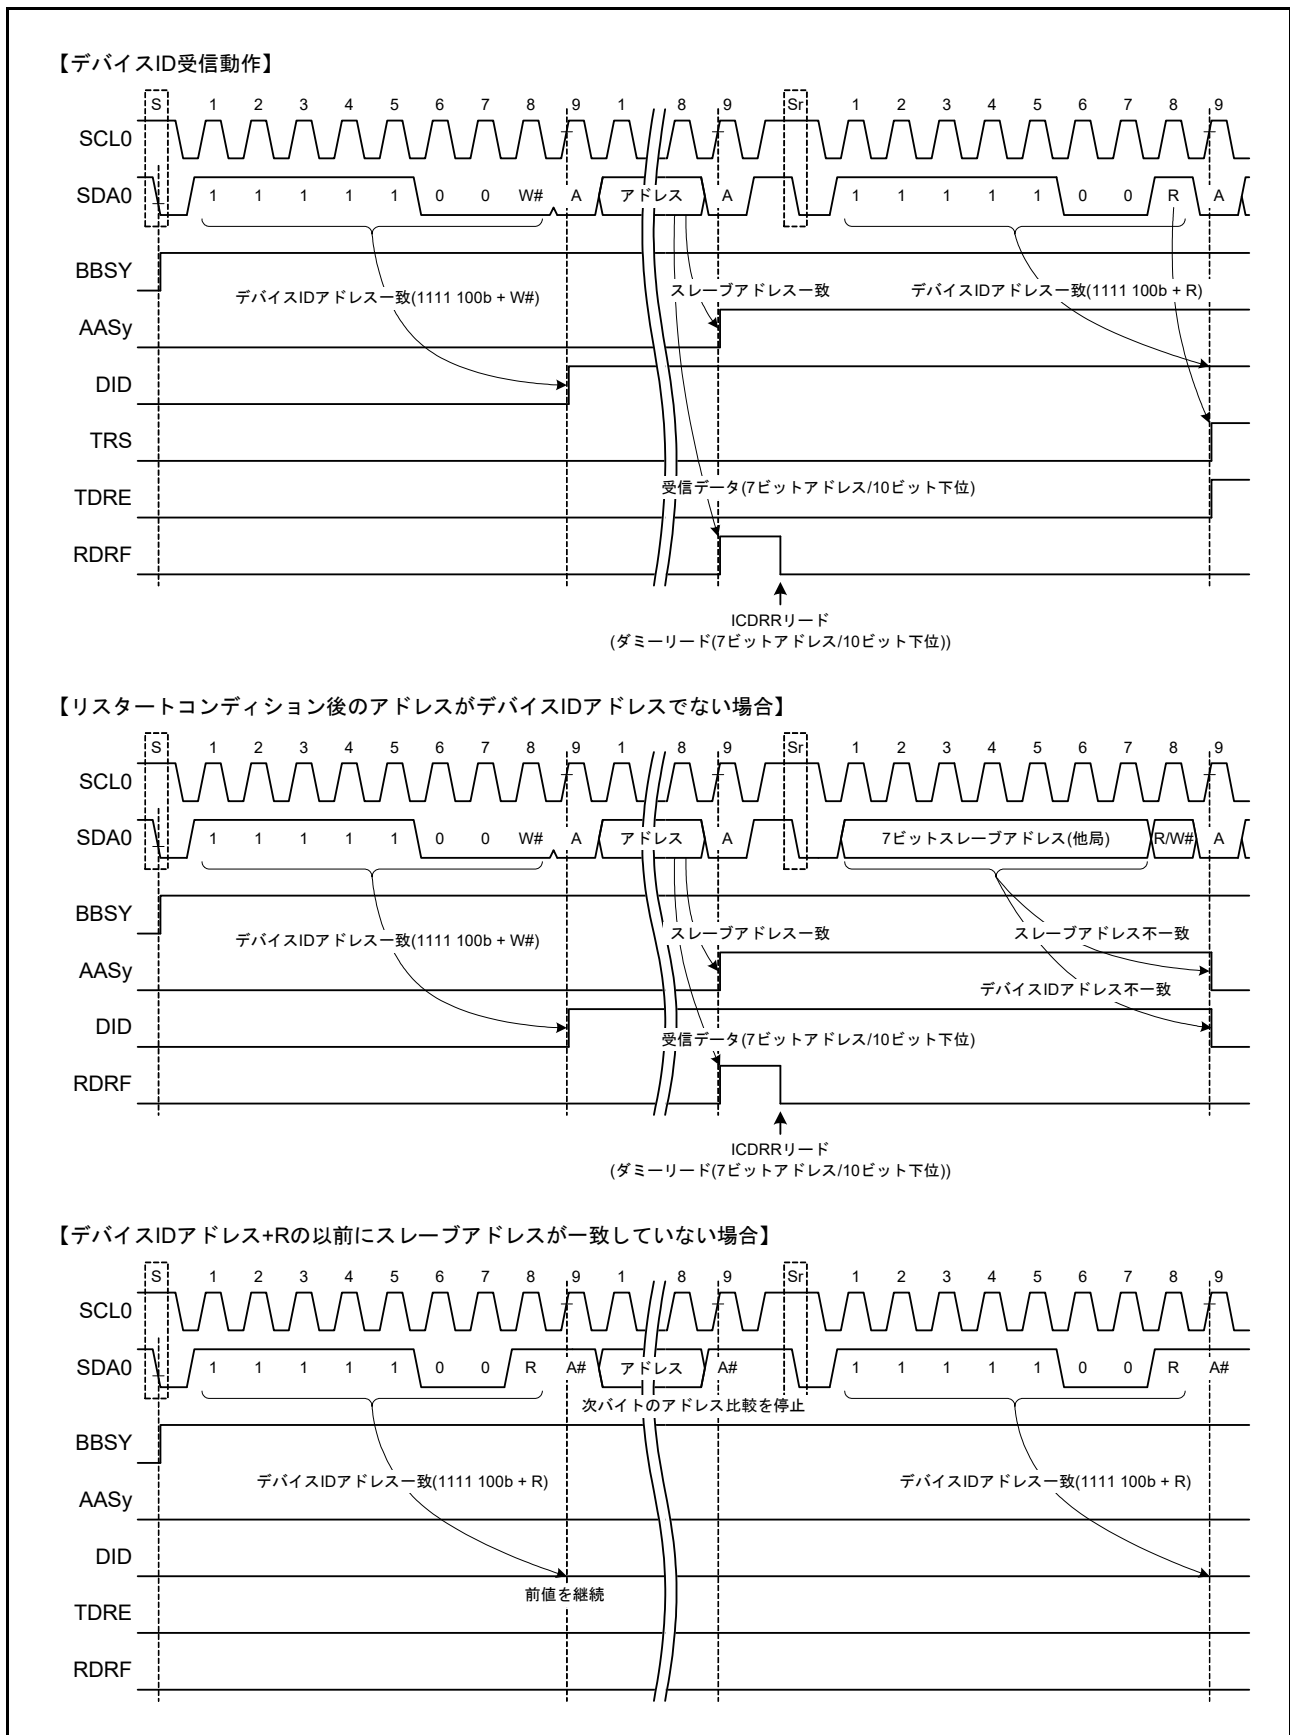 【デバイスID受信動作】
S 1 2 3 4 5 6 7 8 9 1 8 9 Sr 1 2 3 4 5 6 7 8 9
SCL0
SDA0 1 1 1 1 1 0 0 W# A アドレス A 1 1 1 1 1 0 0 R A
BBSY
デバイスIDアドレス一致(1111 100b + W#) スレーブアドレス一致 デバイスIDアドレス一致(1111 100b + R)
AASy
DID
TRS
受信データ(7ビットアドレス/10ビット下位)
TDRE
RDRF
ICDRRリード
(ダミーリード(7ビットアドレス/10ビット下位))
【リスタートコンディション後のアドレスがデバイスIDアドレスでない場合】
S 1 2 3 4 5 6 7 8 9 1 8 9 Sr 1 2 3 4 5 6 7 8 9
SCL0
SDA0 1 1 1 1 1 0 0 W# A アドレス A 7ビットスレーブアドレス(他局) R/W# A
BBSY
デバイスIDアドレス一致(1111 100b + W#) スレーブアドレス一致 スレーブアドレス不一致
AASy
デバイスIDアドレス不一致
DID
受信データ(7ビットアドレス/10ビット下位)
RDRF
ICDRRリード
(ダミーリード(7ビットアドレス/10ビット下位))
【デバイスIDアドレス+Rの以前にスレーブアドレスが一致していない場合】
S 1 2 3 4 5 6 7 8 9 1 8 9 Sr 1 2 3 4 5 6 7 8 9
SCL0
SDA0 1 1 1 1 1 0 0 R A# アドレス A# 1 1 1 1 1 0 0 R A#
次バイトのアドレス比較を停止
BBSY
デバイスIDアドレス一致(1111 100b + R) デバイスIDアドレス一致(1111 100b + R)
AASy
DID
前値を継続
TDRE
RDRF